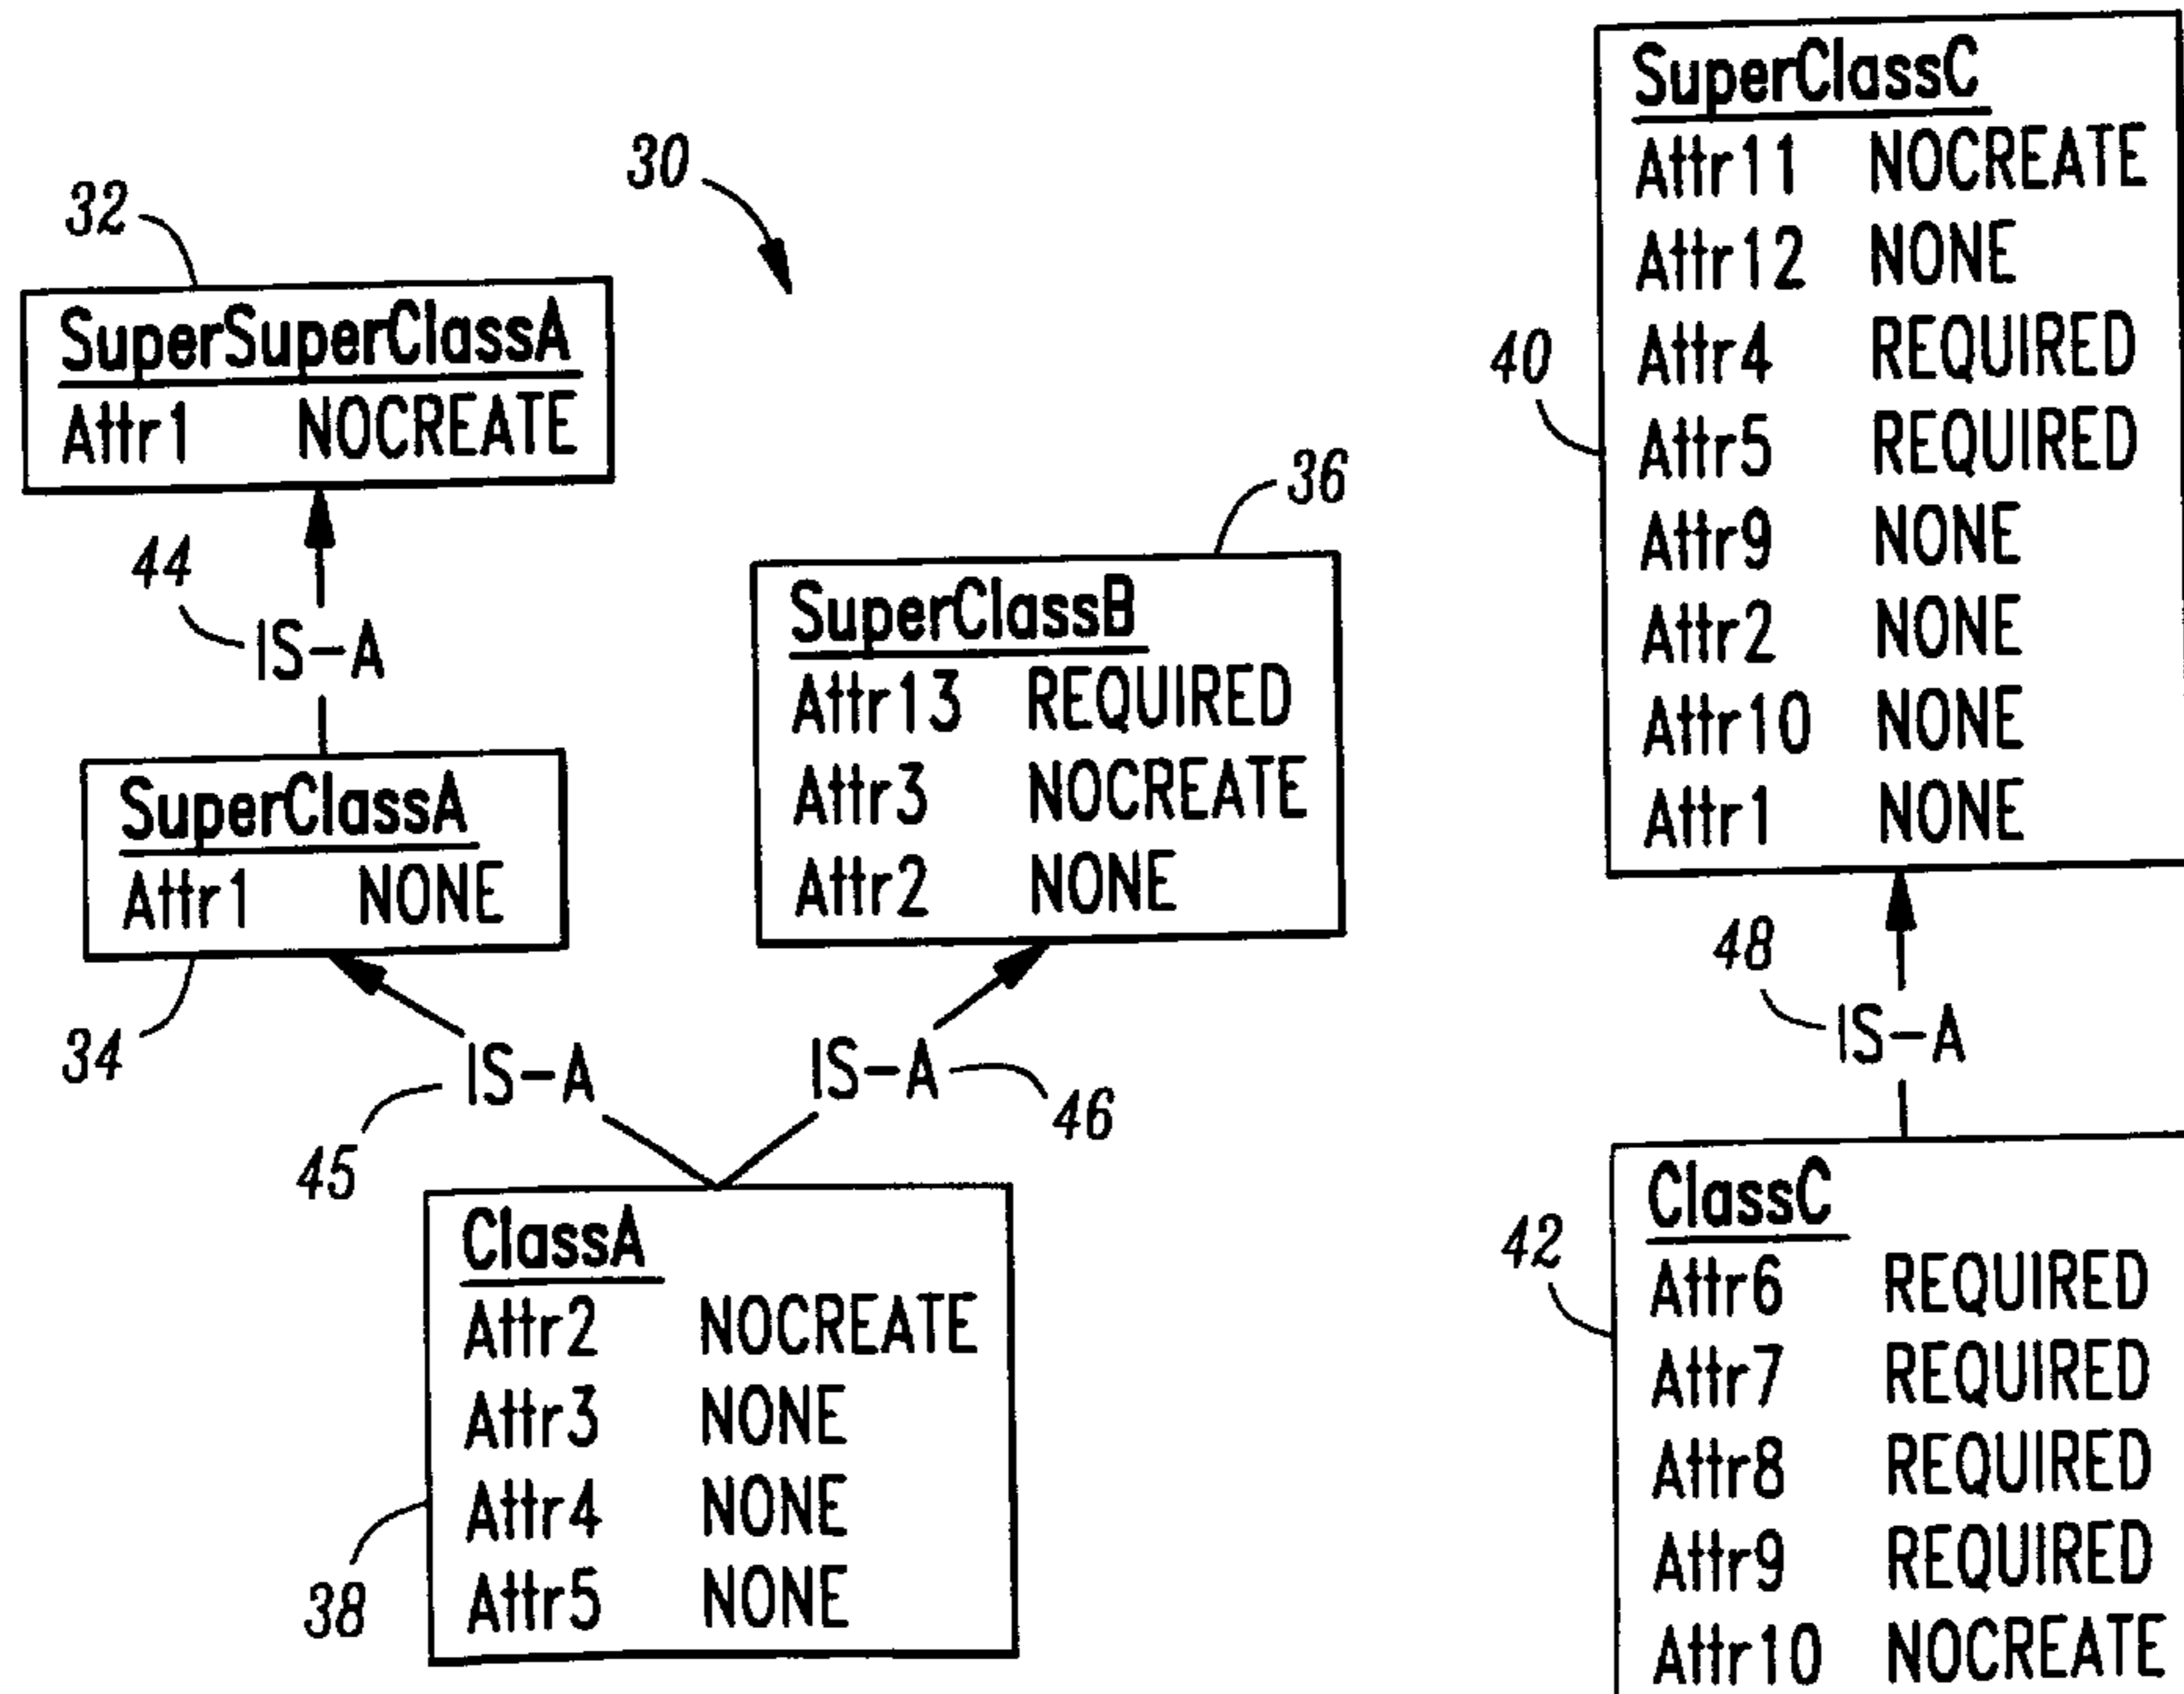 30
32
SuperSuperClassA
Attr1 NOCREATE
44
IS-A
SuperClassA
Attr1 NONE
34
36
SuperClassB
Attr13 REQUIRED
Attr3 NOCREATE
Attr2 NONE
45
IS-A
IS-A
46
ClassA
Attr2 NOCREATE
Attr3 NONE
Attr4 NONE
Attr5 NONE
38
SuperClassC
Attr11 NOCREATE
Attr12 NONE
Attr4 REQUIRED
Attr5 REQUIRED
Attr9 NONE
Attr2 NONE
Attr10 NONE
Attr1 NONE
40
48
IS-A
42
ClassC
Attr6 REQUIRED
Attr7 REQUIRED
Attr8 REQUIRED
Attr9 REQUIRED
Attr10 NOCREATE